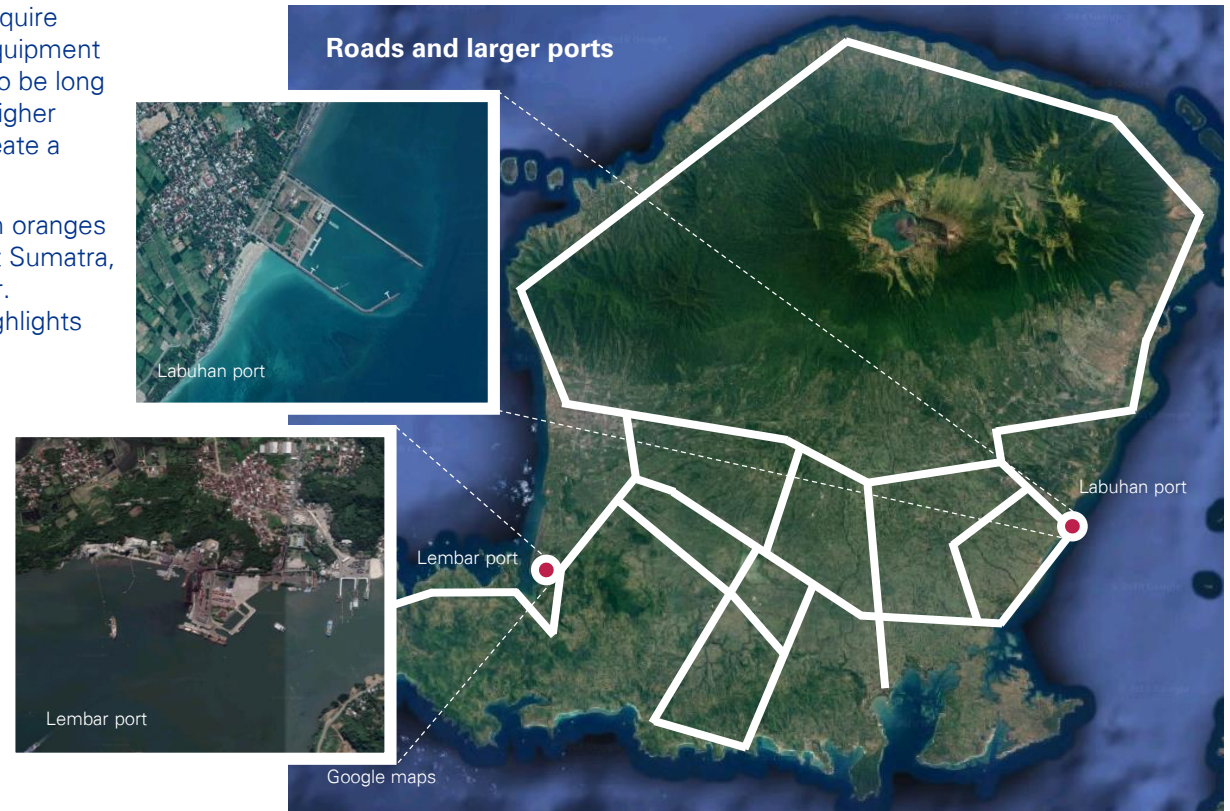 quire
quipment
o be long
igher
eate a
n oranges
t Sumatra,
r.
ghlights
Roads and larger ports
Labuhan port
Labuhan port
Lembar port
Lembar port
Google maps